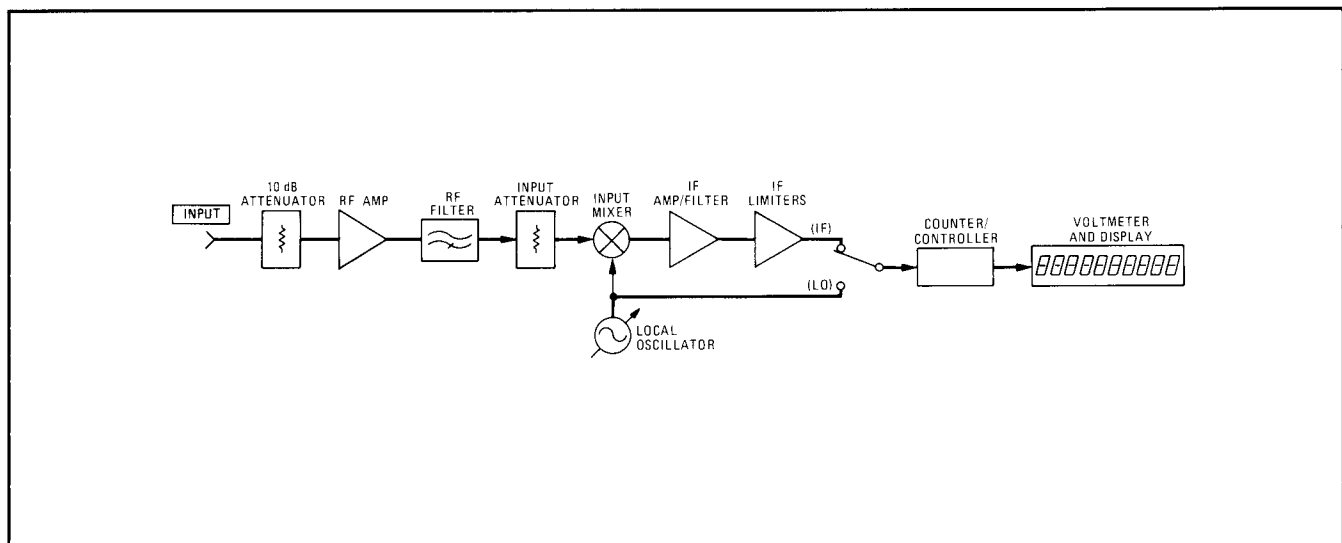 INPUT
10 dB
ATTENUATOR
RF AMP
RF
FILTER
INPUT
ATTENUATOR
INPUT
MIXER
IF
AMP/FILTER
IF
LIMITERS
(IF)
(LO)
LOCAL
OSCILLATOR
COUNTER/
CONTROLLER
VOLTMETER
AND DISPLAY